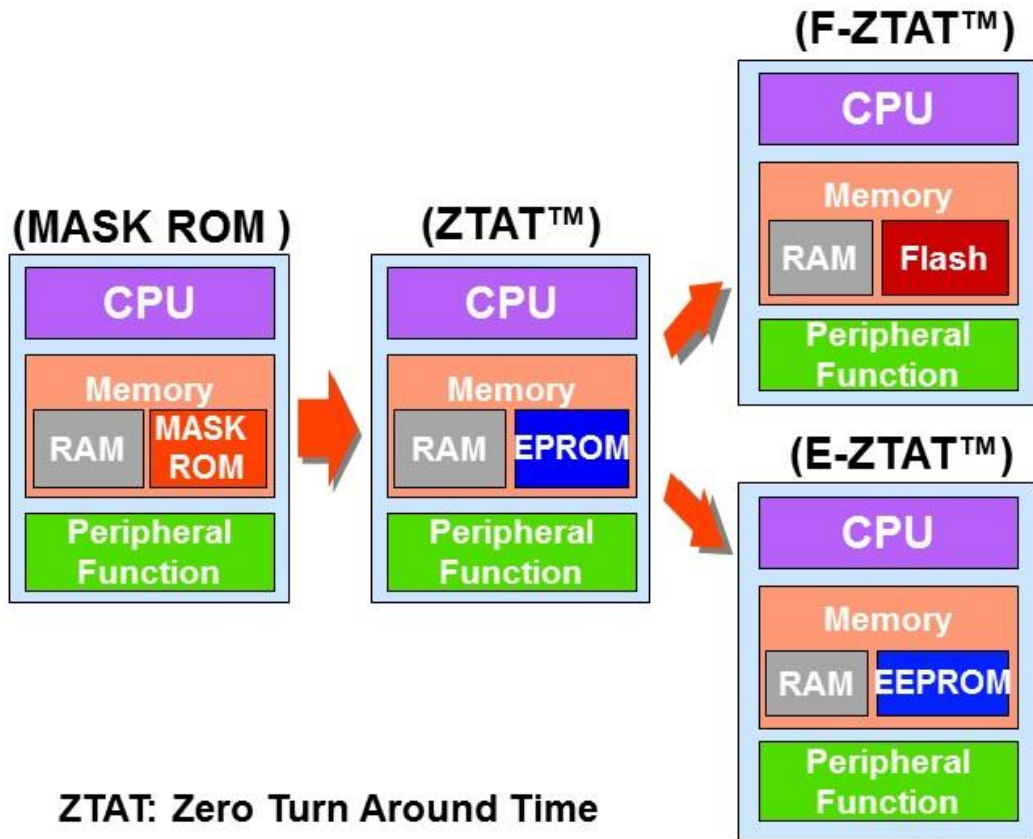 (MASK ROM )
CPU
Memory
RAM
MASK
ROM
Peripheral
Function
(ZTAT™)
CPU
Memory
RAM
EPROM
Peripheral
Function
(F-ZTAT™)
CPU
Memory
RAM
Flash
Peripheral
Function
(E-ZTAT™)
CPU
Memory
RAM
EEPROM
Peripheral
Function
ZTAT: Zero Turn Around Time